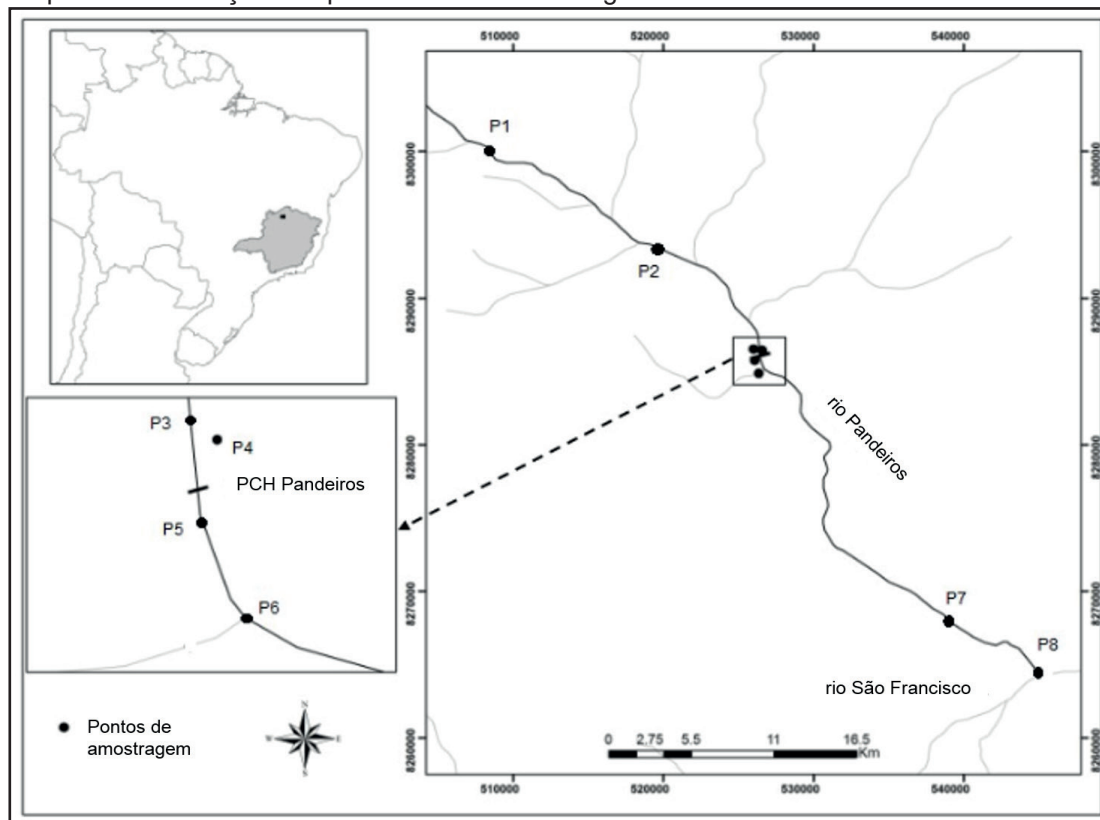 510000 520000 530000 540000
8300000
8290000
8280000
8270000
8260000
P1
P2
rio Pandeiros
P7
P8
rio São Francisco
0 2.75 5.5 11 16.5
Km
510000 520000 530000 540000
P3
P4
PCH Pandeiros
P5
P6
Pontos de
amostragem
N
W E
S